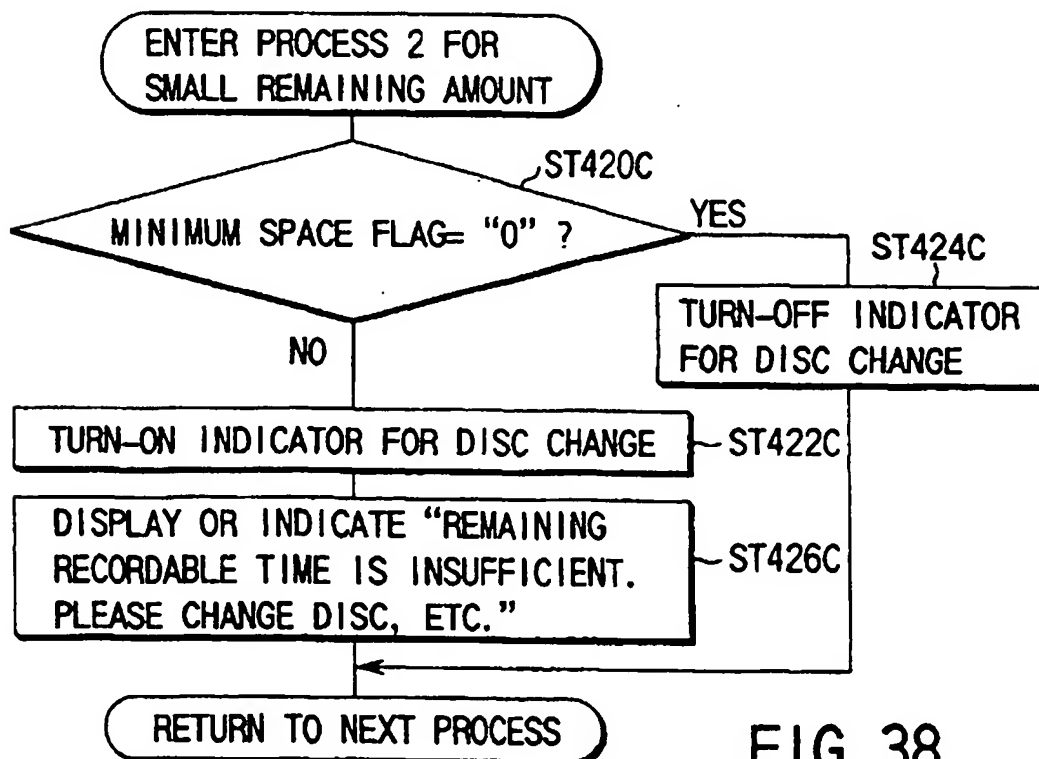 ENTER PROCESS 2 FOR
SMALL REMAINING AMOUNT
ST420C
MINIMUM SPACE FLAG= “0” ?
YES
ST424C
TURN-OFF INDICATOR
FOR DISC CHANGE
NO
TURN-ON INDICATOR FOR DISC CHANGE
ST422C
DISPLAY OR INDICATE “REMAINING
RECORDABLE TIME IS INSUFFICIENT.
PLEASE CHANGE DISC, ETC.”
ST426C
RETURN TO NEXT PROCESS
FIG. 38